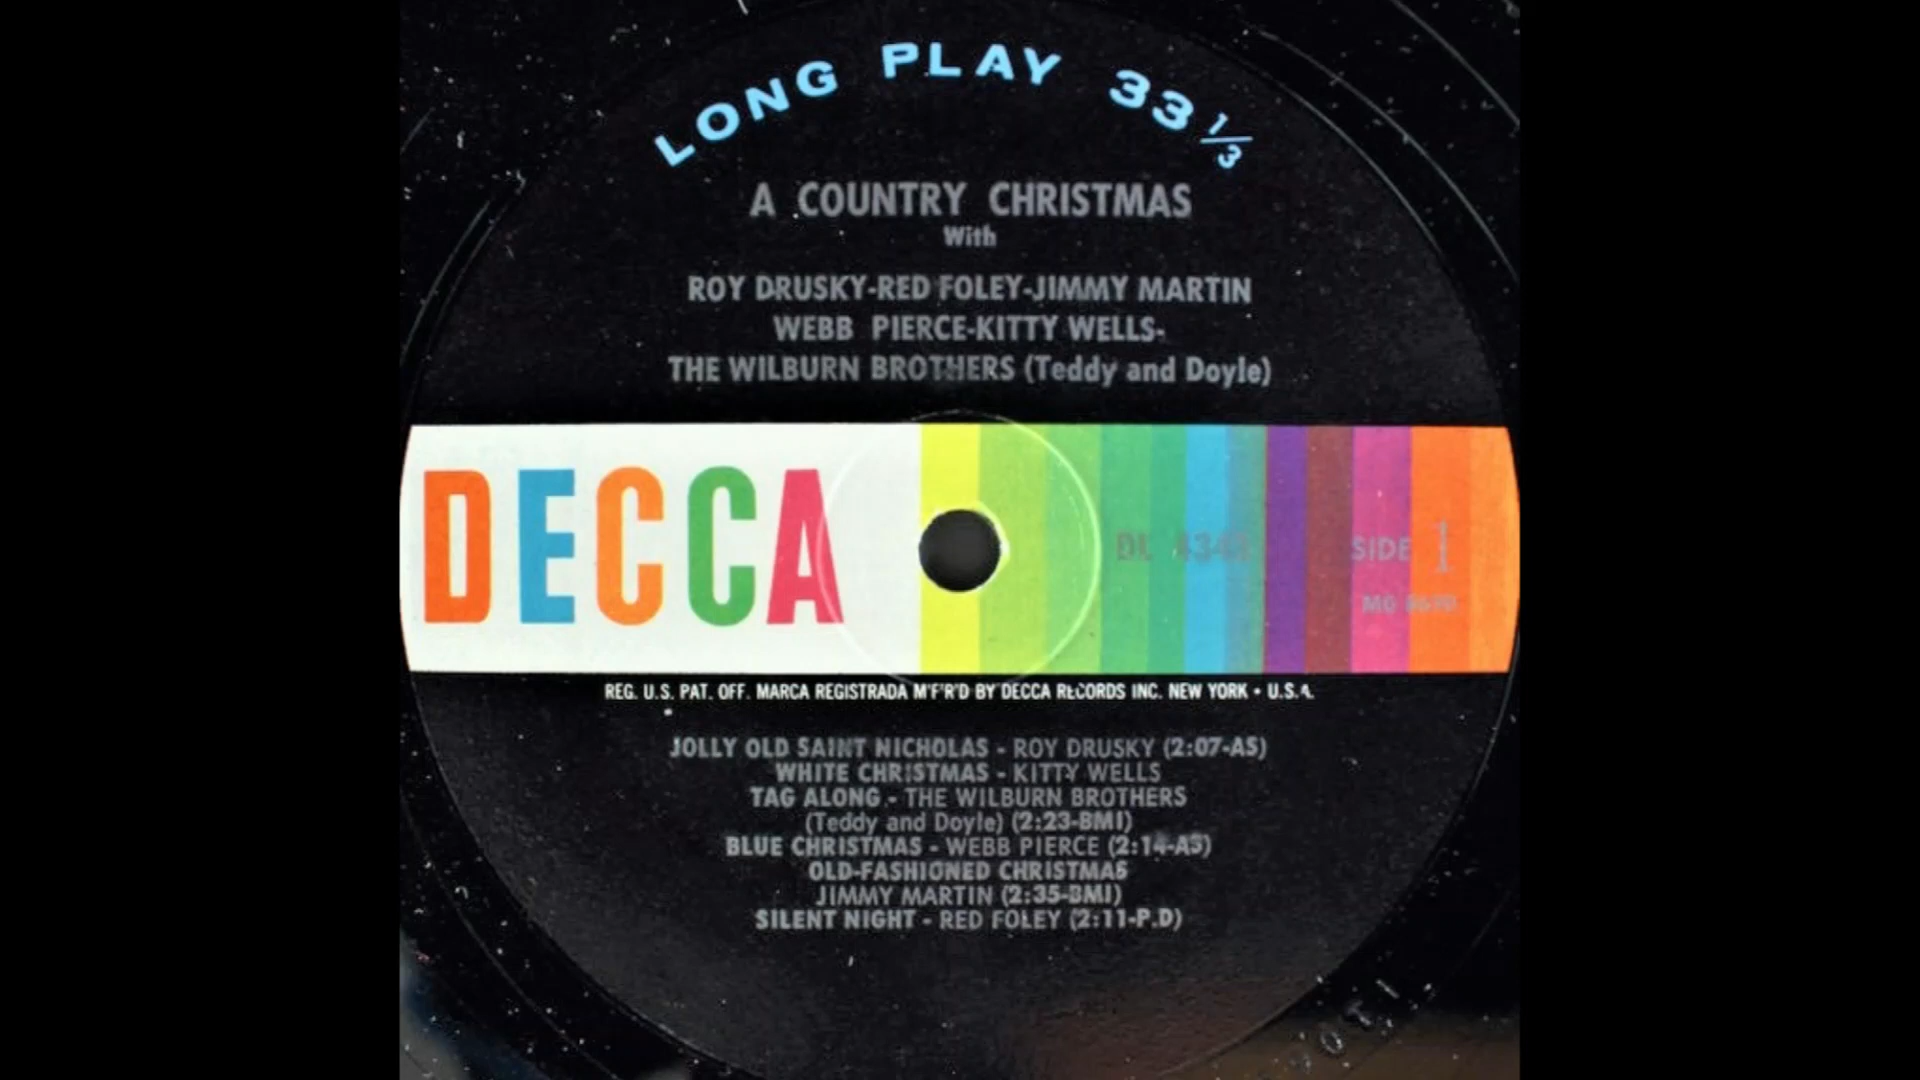 LONG PLAY 33 1/3
A COUNTRY CHRISTMAS
With
ROY DRUSKY-RED FOLEY-JIMMY MARTIN
WEBB PIERCE-KITTY WELLS-
THE WILBURN BROTHERS (Teddy and Doyle)
DECCA
DL
SIDE 1
MG
REG. U.S. PAT. OFF. MARCA REGISTRADA M'F'R'D BY DECCA RECORDS INC. NEW YORK • U.S.A.
JOLLY OLD SAINT NICHOLAS - ROY DRUSKY (2:07-AS)
WHITE CHRISTMAS - KITTY WELLS
TAG ALONG - THE WILBURN BROTHERS
(Teddy and Doyle) (2:23-BMI)
BLUE CHRISTMAS - WEBB PIERCE (2:14-AS)
OLD-FASHIONED CHRISTMAS
JIMMY MARTIN (2:35-BMI)
SILENT NIGHT - RED FOLEY (2:11-P.D)